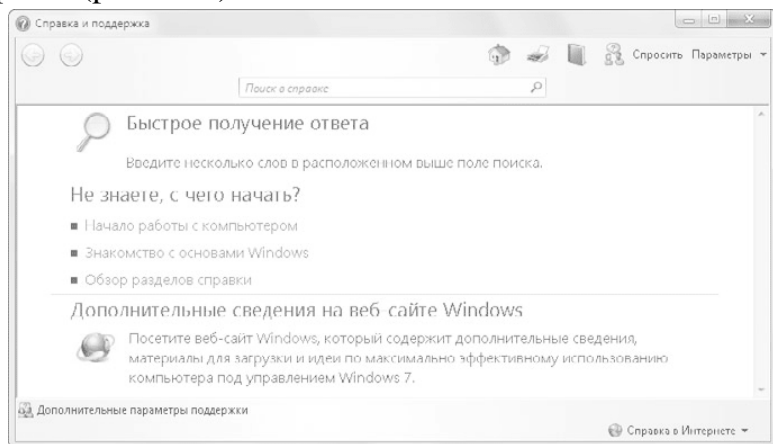 Справка и поддержка
Спросить Параметры
Поиск в справке
Быстрое получение ответа
Введите несколько слов в расположенном выше поле поиска.
Не знаете, с чего начать?
Начало работы с компьютером
Знакомство с основами Windows
Обзор разделов справки
Дополнительные сведения на веб-сайте Windows
Посетите веб-сайт Windows, который содержит дополнительные сведения,
материалы для загрузки и идеи по максимально эффективному использованию
компьютера под управлением Windows 7.
Дополнительные параметры поддержки
Справка в Интернете